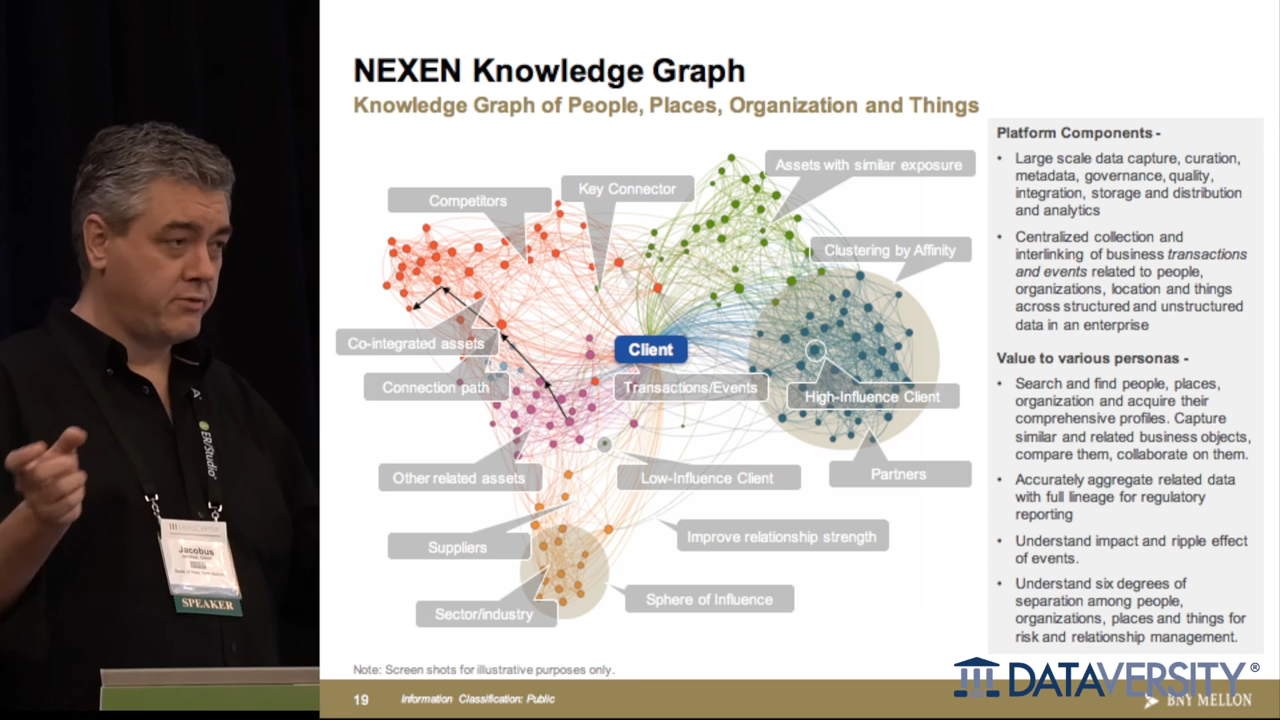 NEXEN Knowledge Graph
Knowledge Graph of People, Places, Organization and Things
Competitors
Key Connector
Assets with similar exposure
Clustering by Affinity
Co-integrated assets
Client
Connection path
Transactions/Events
High-Influence Client
Other related assets
Low-Influence Client
Partners
Suppliers
Improve relationship strength
Sector/industry
Sphere of Influence
Platform Components -
• Large scale data capture, curation,
metadata, governance, quality,
integration, storage and distribution
and analytics
• Centralized collection and
interlinking of business transactions
and events related to people,
organizations, location and things
across structured and unstructured
data in an enterprise
Value to various personas -
• Search and find people, places,
organization and acquire their
comprehensive profiles. Capture
similar and related business objects,
compare them, collaborate on them.
• Accurately aggregate related data
with full lineage for regulatory
reporting
• Understand impact and ripple effect
of events.
• Understand six degrees of
separation among people,
organizations, places and things for
risk and relationship management.
Note: Screen shots for illustrative purposes only.
19 Information Classification: Public
DATAVERSITY®
BNY MELLON
ER/Studio
Jacobus
SPEAKER